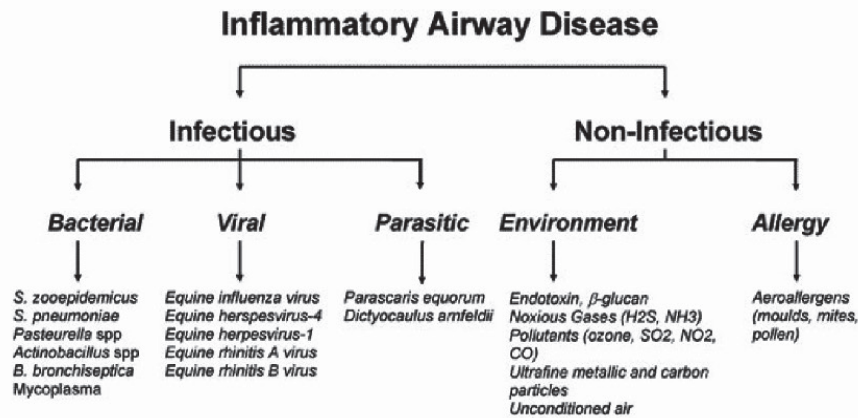 Inflammatory Airway Disease
Infectious
Non-Infectious
Bacterial
Viral
Parasitic
Environment
Allergy
S. zooepidemicus
S. pneumoniae
Pasteurella spp
Actinobacillus spp
B. bronchiseptica
Mycoplasma
Equine influenza virus
Equine herspesvirus-4
Equine herpesvirus-1
Equine rhinitis A virus
Equine rhinitis B virus
Parascaris equorum
Dictyocaulus arnfeldii
Endotoxin, β-glucan
Noxious Gases (H2S, NH3)
Pollutants (ozone, SO2, NO2,
CO)
Ultrafine metallic and carbon
particles
Unconditioned air
Aeroallergens
(moulds, mites,
pollen)